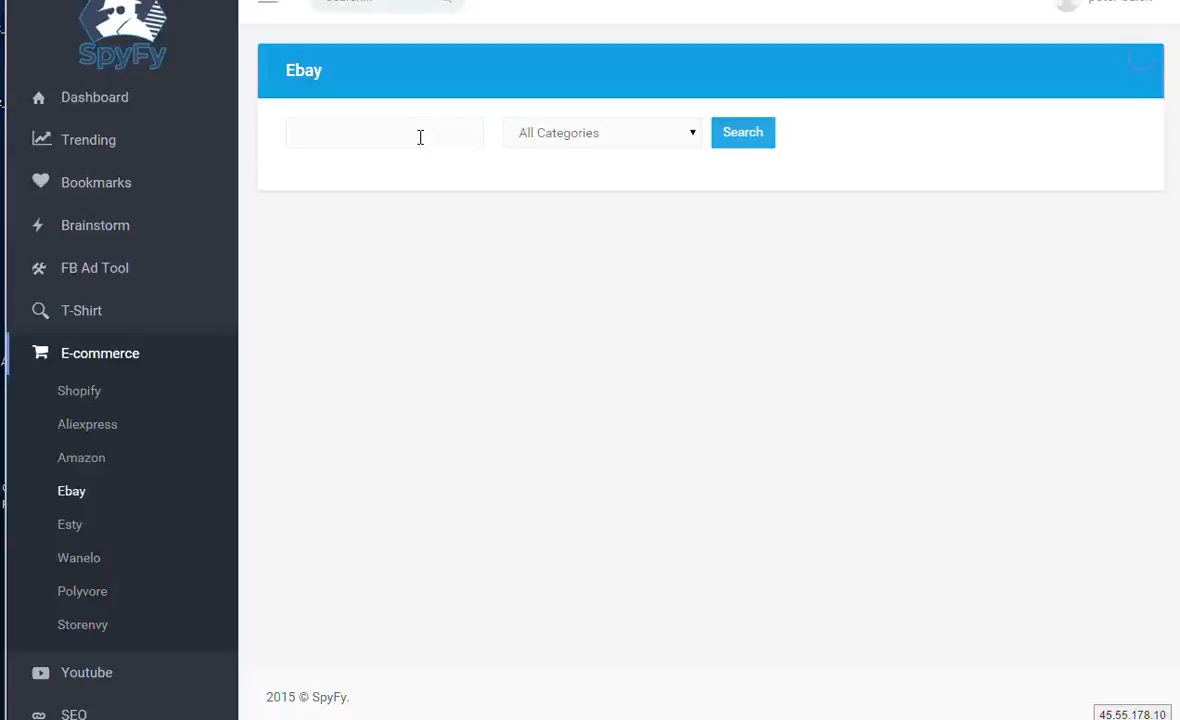 SpyFy
Dashboard
Trending
Bookmarks
Brainstorm
FB Ad Tool
T-Shirt
E-commerce
Shopify
Aliexpress
Amazon
Ebay
Esty
Wanelo
Polyvore
Storenvy
Youtube
SEO
Ebay
All Categories
Search
2015 © SpyFy.
45.55.178.10